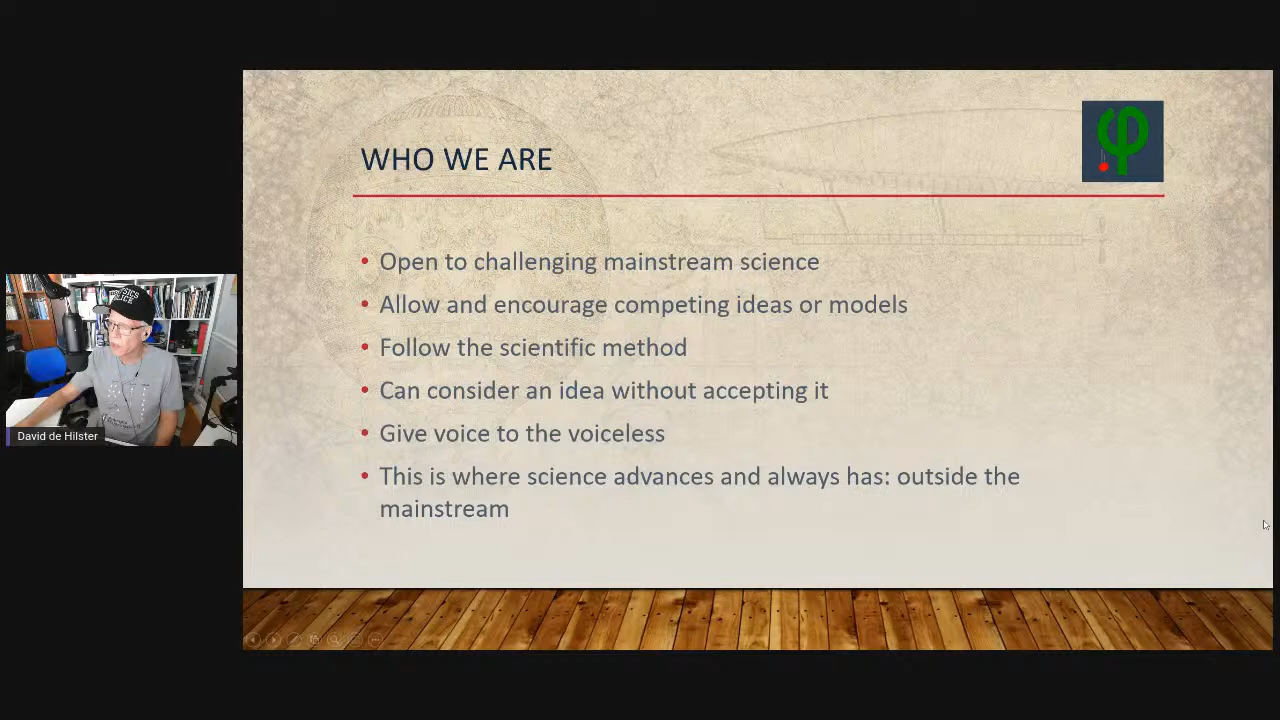 WHO WE ARE
• Open to challenging mainstream science
• Allow and encourage competing ideas or models
• Follow the scientific method
• Can consider an idea without accepting it
• Give voice to the voiceless
• This is where science advances and always has: outside the
mainstream
David de Hilster
φ